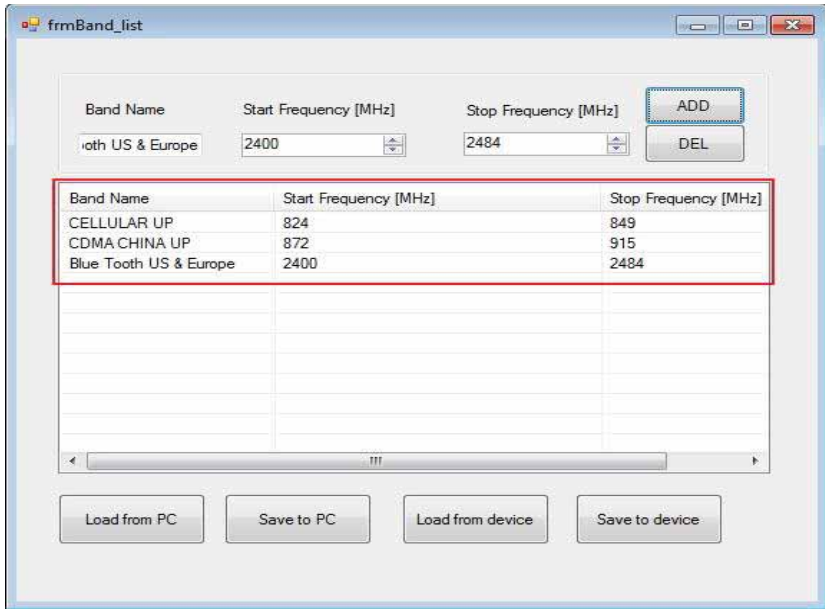 frmBand_list
Band Name Start Frequency [MHz] Stop Frequency [MHz] ADD
oth US & Europe 2400 2484 DEL
Band Name Start Frequency [MHz] Stop Frequency [MHz]
CELLULAR UP 824 849
CDMA CHINA UP 872 915
Blue Tooth US & Europe 2400 2484
Load from PC Save to PC Load from device Save to device